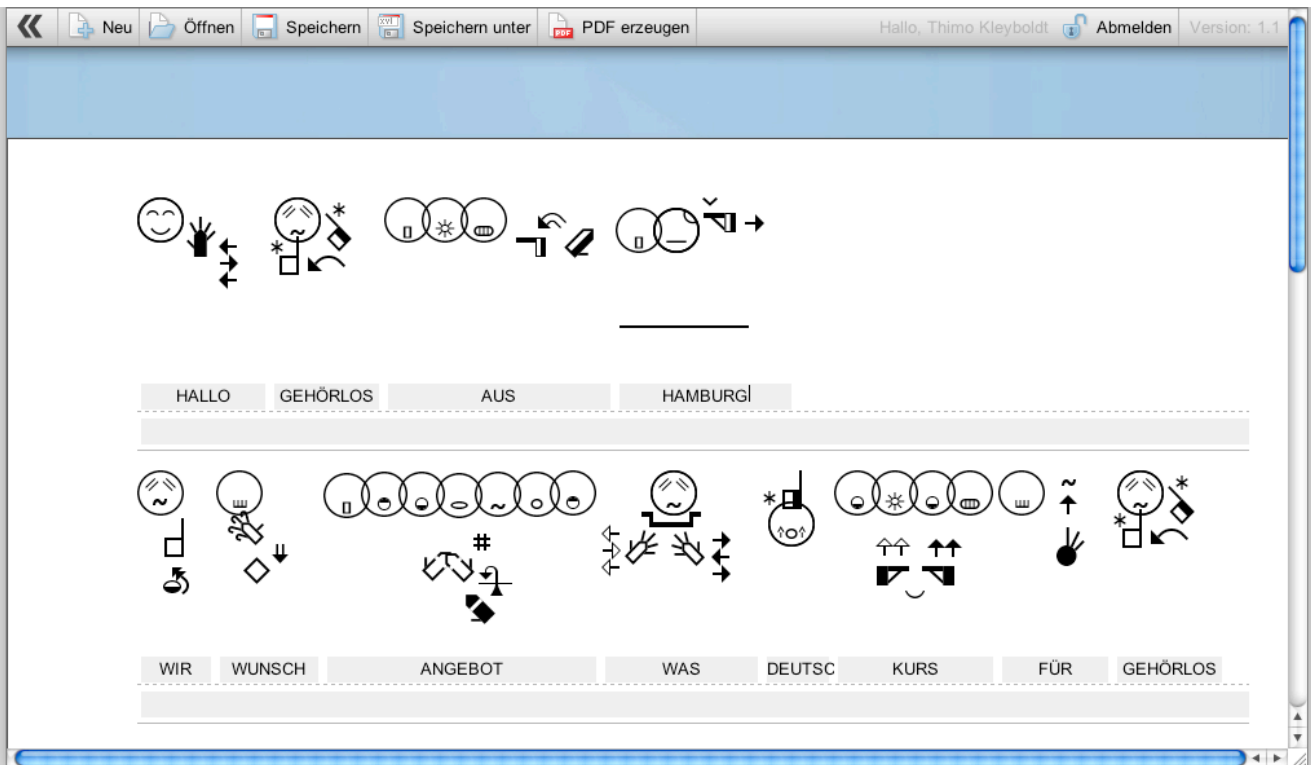 Neu Öffnen Speichern Speichern unter PDF erzeugen Hallo, Thimo Kleyboldt Abmelden Version: 1.1
HALLO GEHÖRLOS AUS HAMBURG
WIR WUNSCH ANGEBOT WAS DEUTSC KURS FÜR GEHÖRLOS